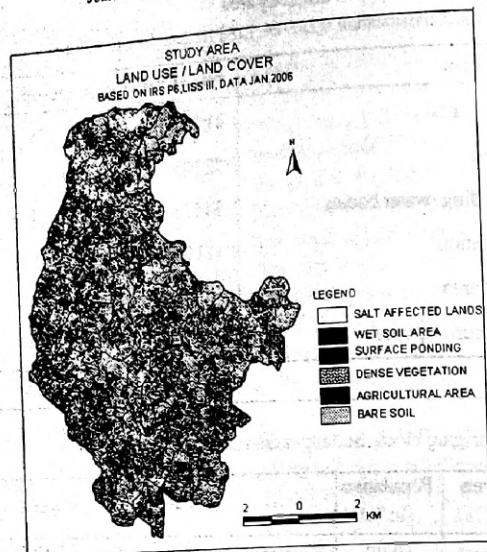 STUDY AREA
LAND USE / LAND COVER
BASED ON IRS P6,LISS III, DATA JAN 2006
N
LEGEND
SALT AFFECTED LANDS
WET SOIL AREA
SURFACE PONDING
DENSE VEGETATION
AGRICULTURAL AREA
BARE SOIL
2 0 2
KM